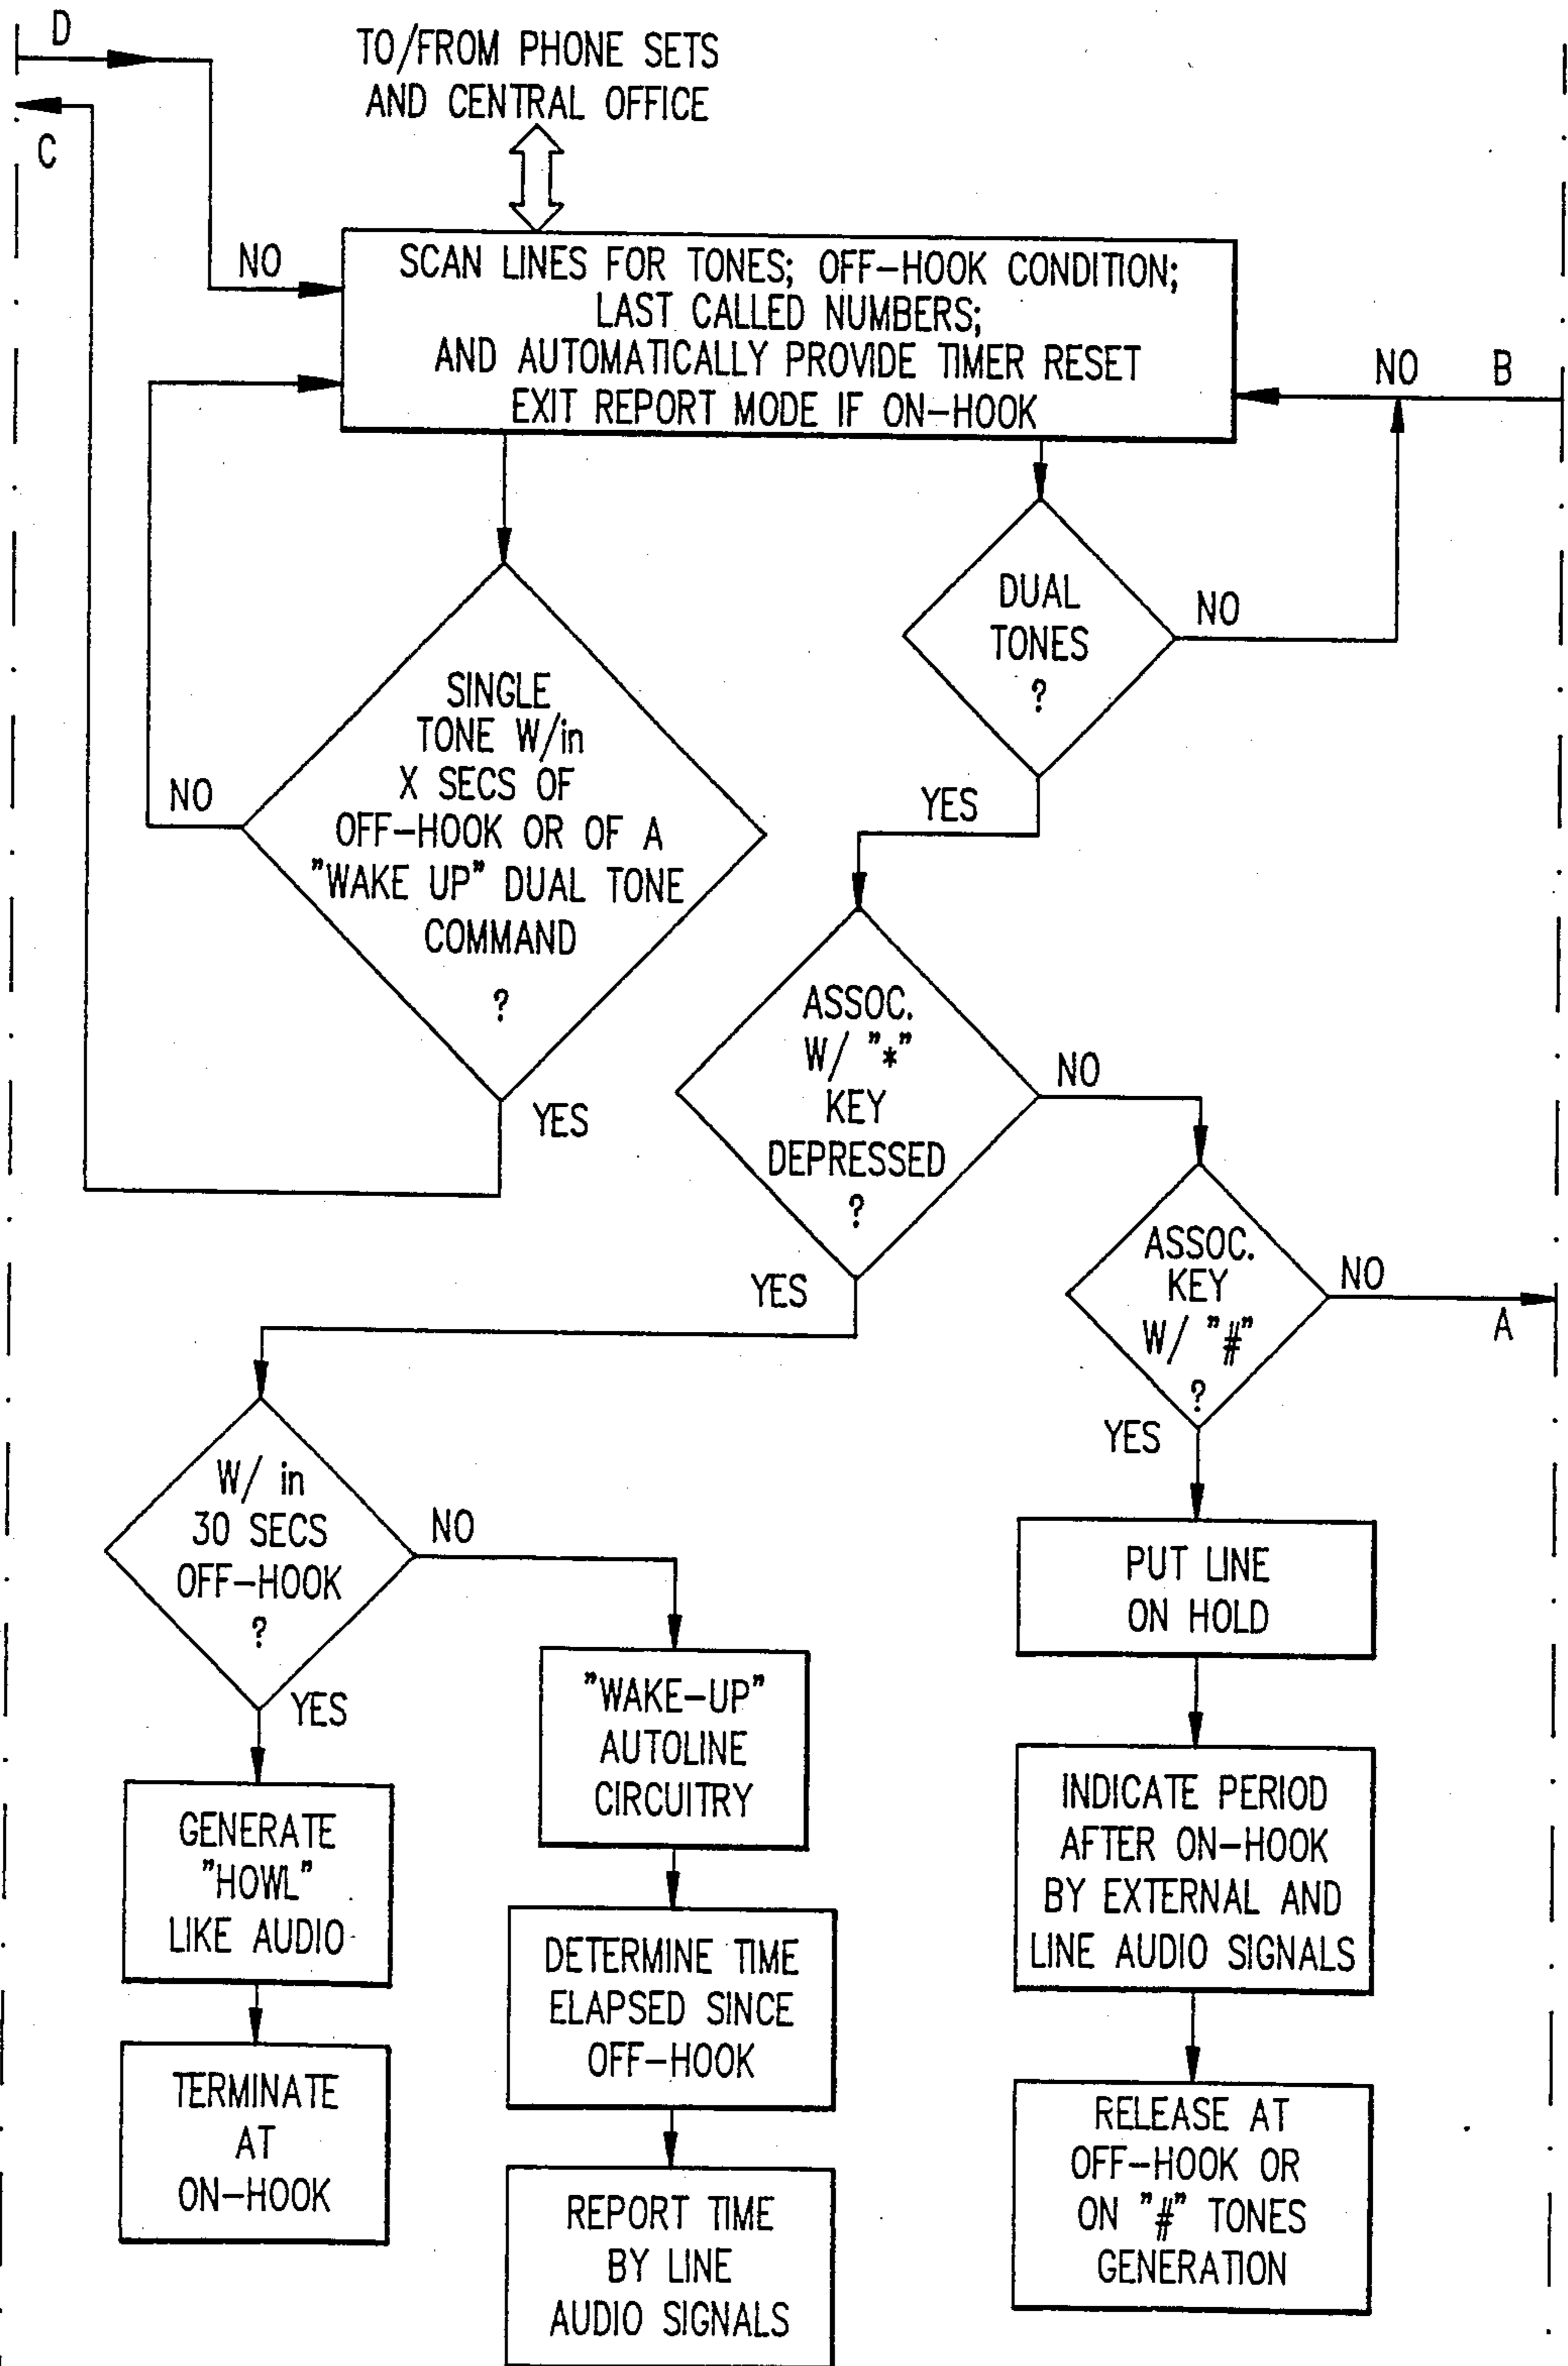 D
TO/FROM PHONE SETS
AND CENTRAL OFFICE
C
NO
SCAN LINES FOR TONES; OFF-HOOK CONDITION;
LAST CALLED NUMBERS;
AND AUTOMATICALLY PROVIDE TIMER RESET
EXIT REPORT MODE IF ON-HOOK
NO B
DUAL
TONES
?
NO
YES
SINGLE
TONE W/in
X SECS OF
OFF-HOOK OR OF A
"WAKE UP" DUAL TONE
COMMAND
?
NO
YES
ASSOC.
W/ "*"
KEY
DEPRESSED
?
NO
YES
ASSOC.
KEY
W/ "#"
?
NO
A
YES
W/ in
30 SECS
OFF-HOOK
?
NO
YES
GENERATE
"HOWL"
LIKE AUDIO
TERMINATE
AT
ON-HOOK
"WAKE-UP"
AUTOLINE
CIRCUITRY
DETERMINE TIME
ELAPSED SINCE
OFF-HOOK
REPORT TIME
BY LINE
AUDIO SIGNALS
PUT LINE
ON HOLD
INDICATE PERIOD
AFTER ON-HOOK
BY EXTERNAL AND
LINE AUDIO SIGNALS
RELEASE AT
OFF-HOOK OR
ON "#" TONES
GENERATION